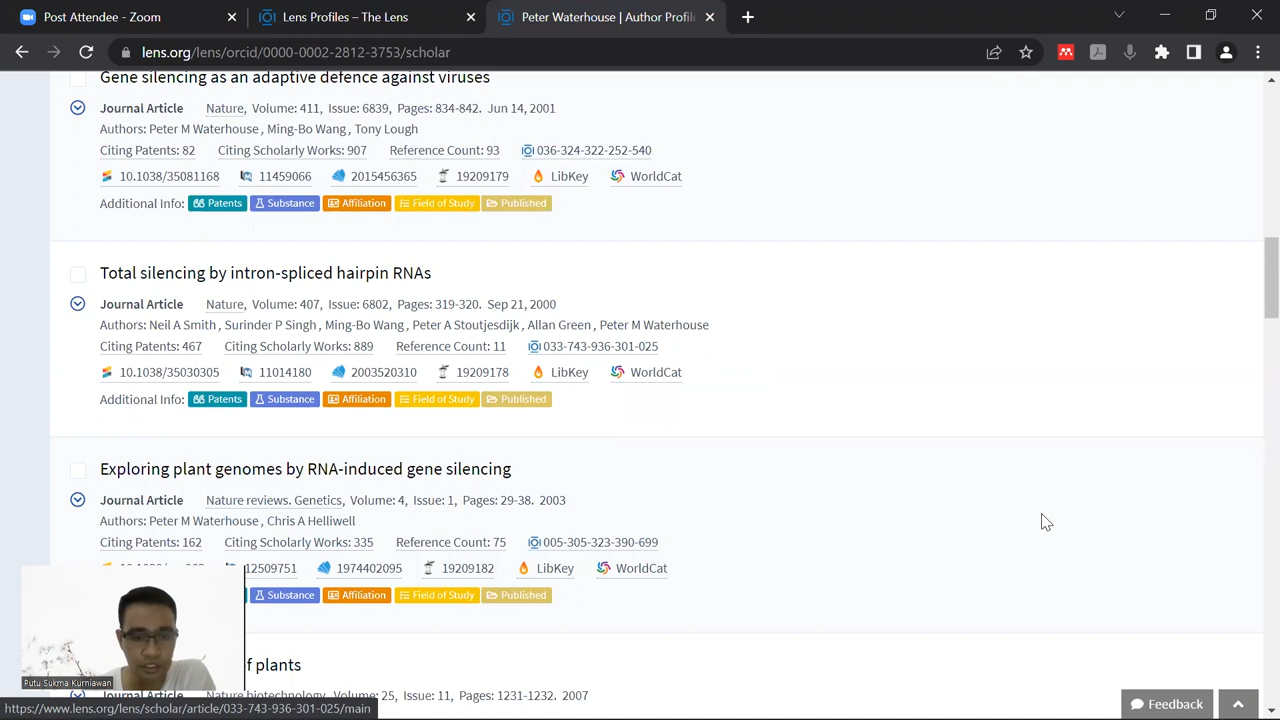 Post Attendee - Zoom
Lens Profiles – The Lens
Peter Waterhouse | Author Profil
lens.org/lens/orcid/0000-0002-2812-3753/scholar
Gene silencing as an adaptive defence against viruses
Journal Article Nature, Volume: 411, Issue: 6839, Pages: 834-842. Jun 14, 2001
Authors: Peter M Waterhouse, Ming-Bo Wang, Tony Lough
Citing Patents: 82 Citing Scholarly Works: 907 Reference Count: 93 036-324-322-252-540
10.1038/35081168 11459066 2015456365 19209179 LibKey WorldCat
Additional Info: Patents Substance Affiliation Field of Study Published
Total silencing by intron-spliced hairpin RNAs
Journal Article Nature, Volume: 407, Issue: 6802, Pages: 319-320. Sep 21, 2000
Authors: Neil A Smith, Surinder P Singh, Ming-Bo Wang, Peter A Stoutjesdijk, Allan Green, Peter M Waterhouse
Citing Patents: 467 Citing Scholarly Works: 889 Reference Count: 11 033-743-936-301-025
10.1038/35030305 11014180 2003520310 19209178 LibKey WorldCat
Additional Info: Patents Substance Affiliation Field of Study Published
Exploring plant genomes by RNA-induced gene silencing
Journal Article Nature reviews. Genetics, Volume: 4, Issue: 1, Pages: 29-38. 2003
Authors: Peter M Waterhouse, Chris A Helliwell
Citing Patents: 162 Citing Scholarly Works: 335 Reference Count: 75 005-305-323-390-699
12509751 1974402095 19209182 LibKey WorldCat
Substance Affiliation Field of Study Published
of plants
Journal Article Nature biotechnology, Volume: 25, Issue: 11, Pages: 1231-1232. 2007
Putu Sukma Kurniawan
https://www.lens.org/lens/scholar/article/033-743-936-301-025/main
Feedback